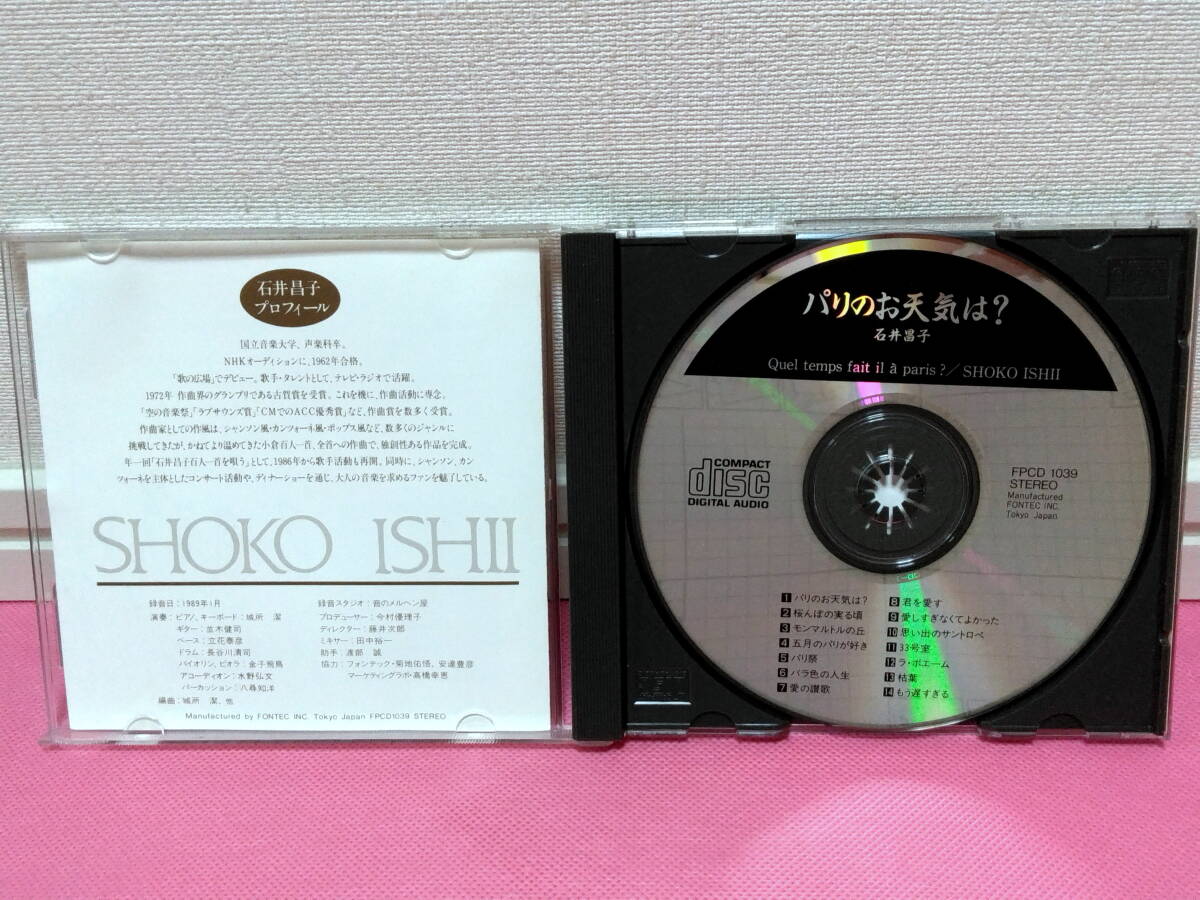 石井昌子
プロフィール
国立音楽大学、声楽科卒。
NHKオーディションに、1962年合格。
「歌の広場」でデビュー。歌手・タレントとして、テレビ・ラジオで活躍。
1972年 作曲界のグランプリである古賀賞を受賞。これを機に、作曲活動に専念。
「空の音楽祭」「ラブサウンズ賞」「CMでのACC優秀賞」など、作曲賞を数多く受賞。
作曲家としての作風は、シャンソン風・カンツォーネ風・ポップス風など、数多くのジャンルに
挑戦してきたが、かねてより温めてきた小倉百人一首、全首への作曲で、独創性ある作品を完成。
年一回「石井昌子百人一首を唄う」として、1986年から歌手活動も再開。同時に、シャンソン、カン
ツォーネを主体としたコンサート活動や、ディナーショーを通じ、大人の音楽を求めるファンを魅了している。
SHOKO ISHII
録音日：1989年1月
演奏：ピアノ、キーボード：城所 潔
ギター：並木健司
ベース：立花泰彦
ドラム：長谷川清司
バイオリン、ビオラ：金子飛鳥
アコーディオン：水野弘文
パーカッション：八尋知洋
編曲：城所 潔、他
録音スタジオ：音のメルヘン屋
プロデューサー：今村優理子
ディレクター：藤井次郎
ミキサー：田中裕一
助手：渡部 誠
協力：フォンテック・菊地佑悟、安達豊彦
マーケティングラボ・高橋幸恵
Manufactured by FONTEC INC. Tokyo Japan FPCD1039 STEREO
パリのお天気は？
石井昌子
Quel temps fait il à paris ?／SHOKO ISHII
COMPACT
disc
DIGITAL AUDIO
FPCD 1039
STEREO
Manufactured
FONTEC INC.
Tokyo Japan
1 パリのお天気は？
2 桜んぼの実る頃
3 モンマルトルの丘
4 五月のパリが好き
5 パリ祭
6 バラ色の人生
7 愛の讃歌
8 君を愛す
9 愛しすぎなくてよかった
10 思い出のサントロペ
11 33号室
12 ラ・ボエーム
13 枯葉
14 もう遅すぎる